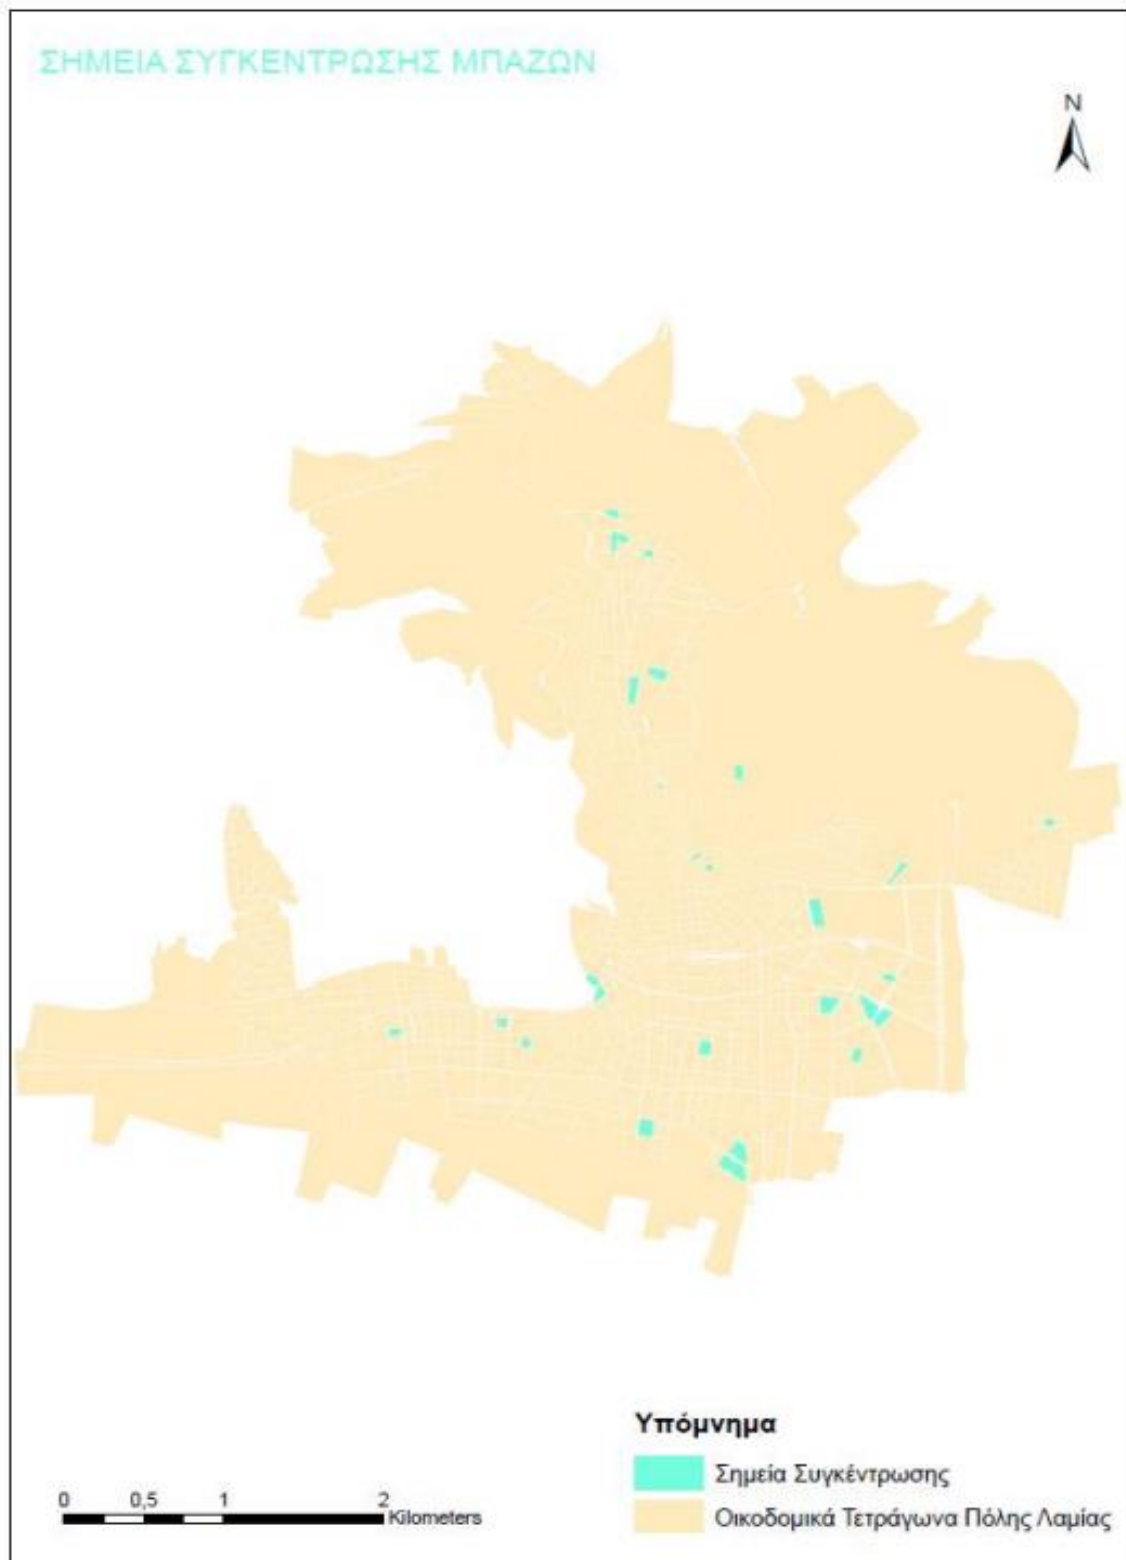 ΣΗΜΕΙΑ ΣΥΓΚΕΝΤΡΩΣΗΣ ΜΠΑΖΩΝ
N
Υπόμνημα
Σημεία Συγκέντρωσης
Οικοδομικά Τετράγωνα Πόλης Λαμίας
0 0,5 1 2
Kilometers